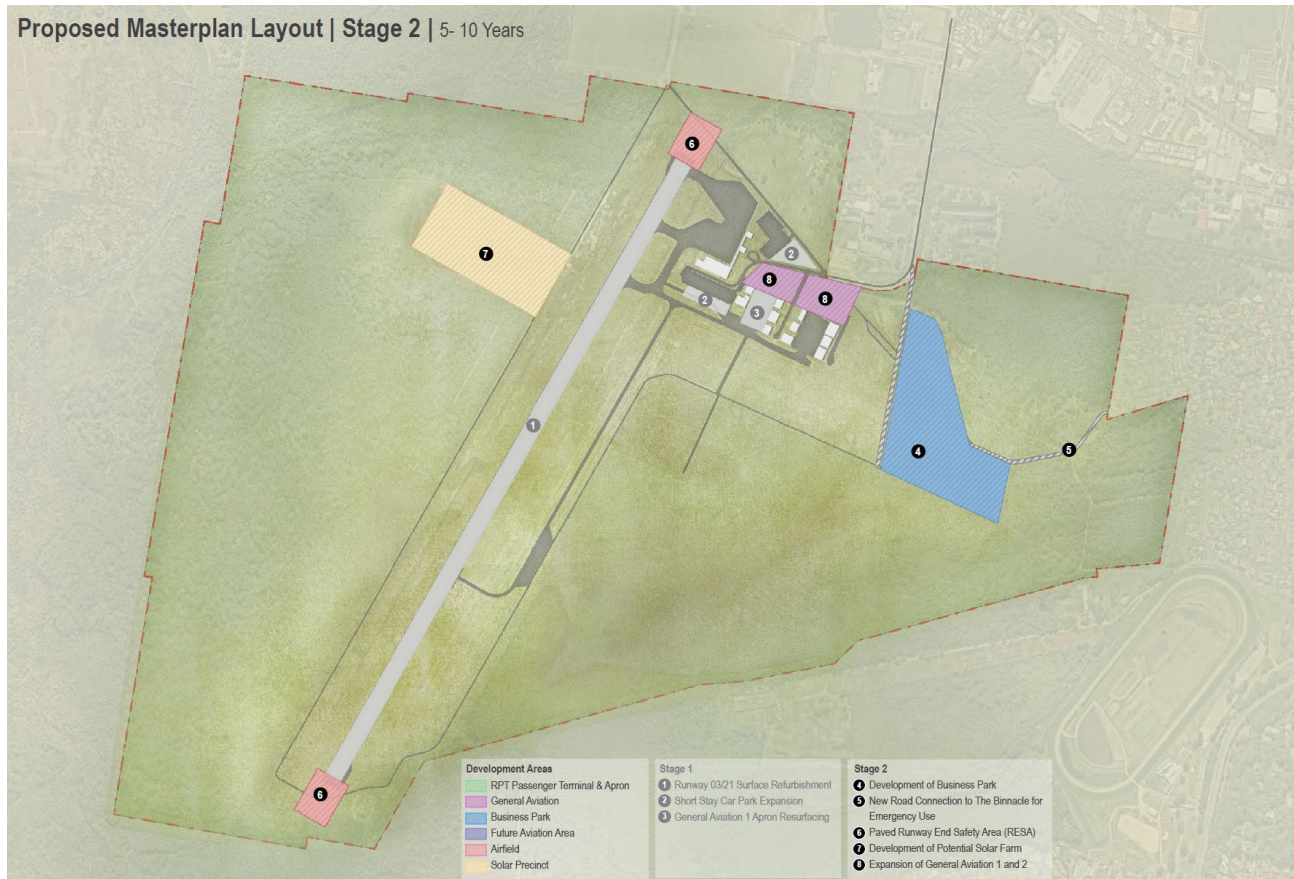 Proposed Masterplan Layout | Stage 2 | 5- 10 Years
6
2
7
8
8
2
3
1
4
5
6
Development Areas
RPT Passenger Terminal & Apron
General Aviation
Business Park
Future Aviation Area
Airfield
Solar Precinct
Stage 1
1 Runway 03/21 Surface Refurbishment
2 Short Stay Car Park Expansion
3 General Aviation 1 Apron Resurfacing
Stage 2
4 Development of Business Park
5 New Road Connection to The Binnacle for
Emergency Use
6 Paved Runway End Safety Area (RESA)
7 Development of Potential Solar Farm
8 Expansion of General Aviation 1 and 2